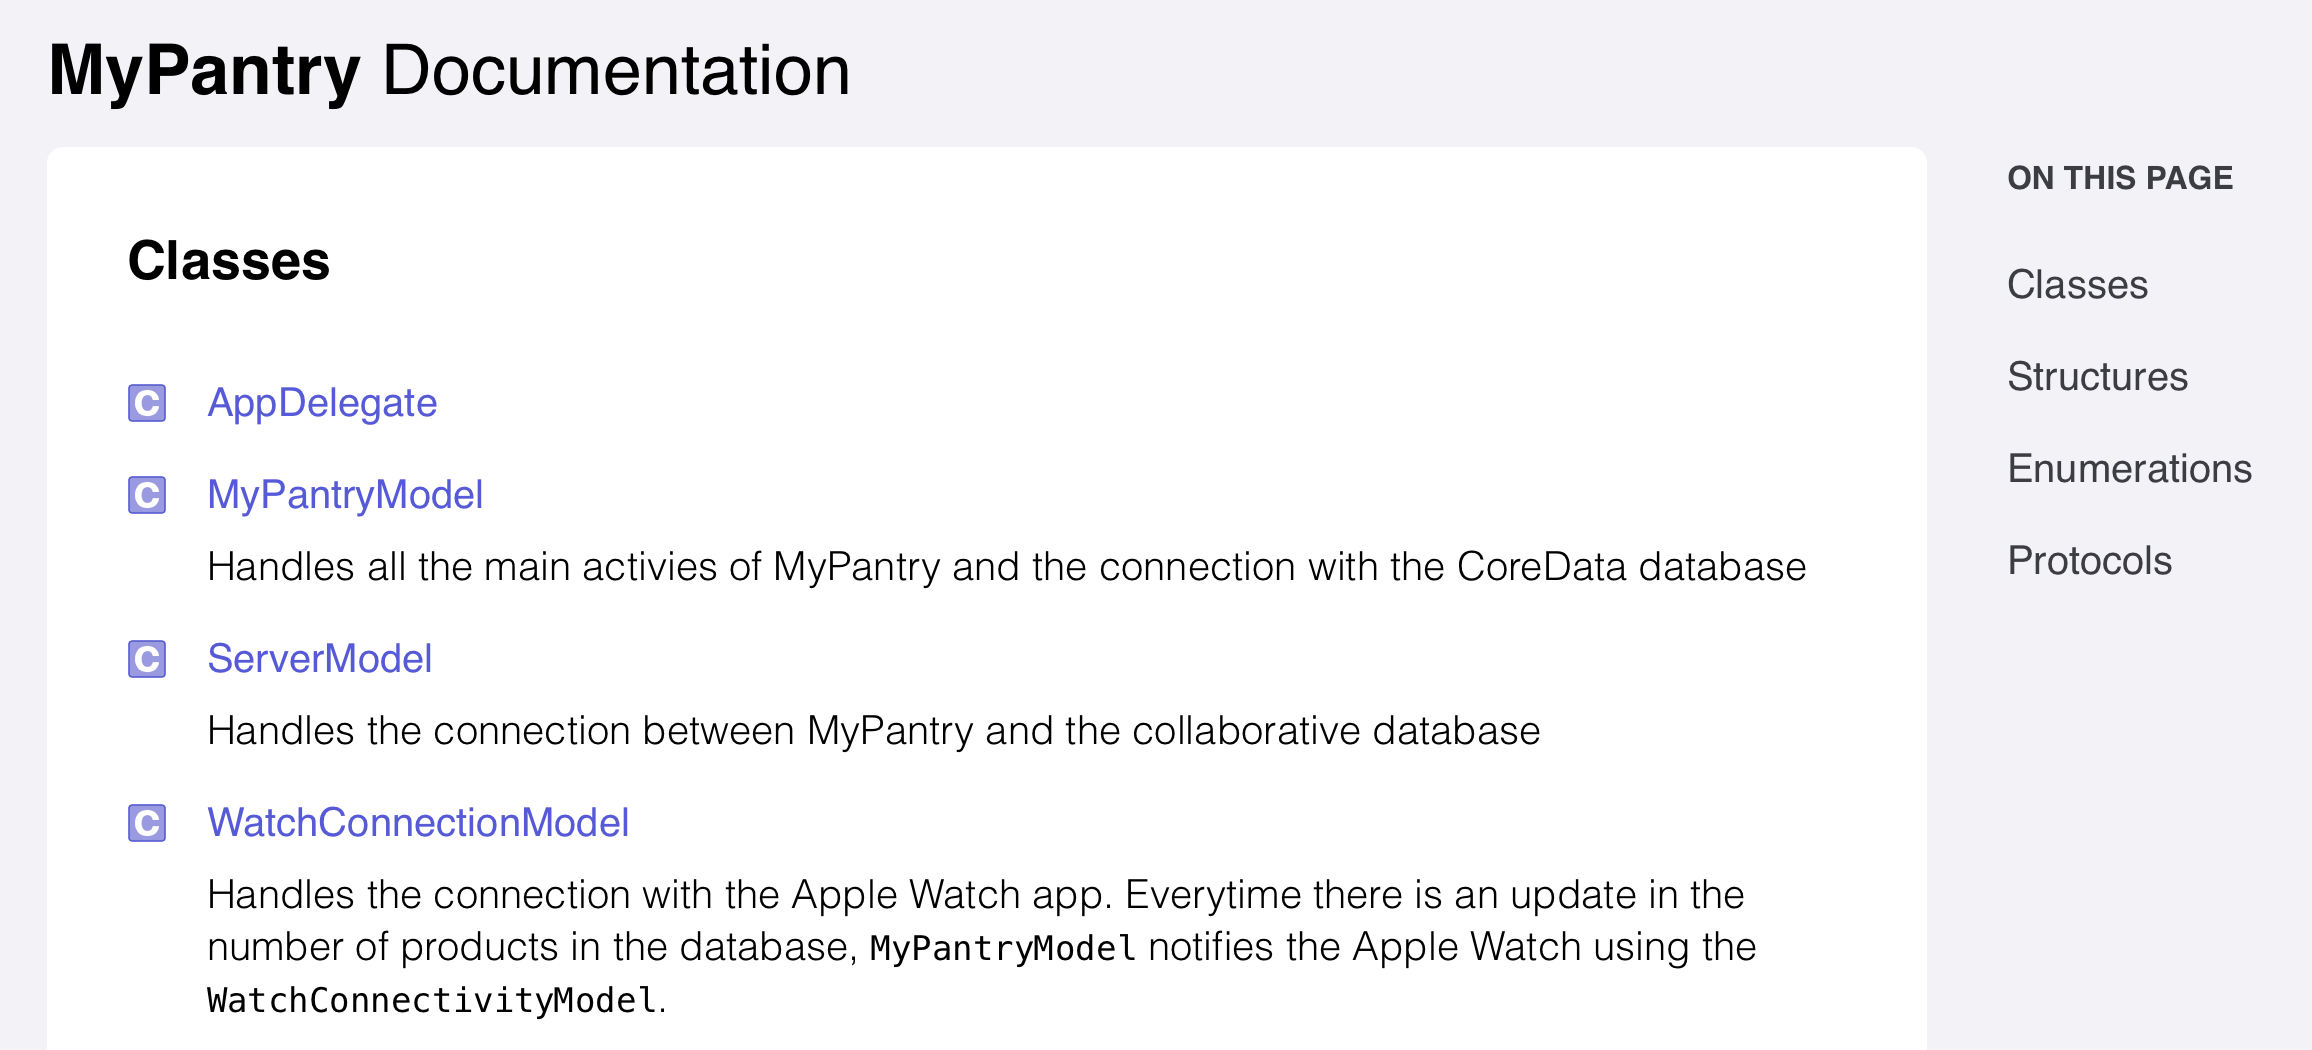 MyPantry Documentation
Classes
C AppDelegate
C MyPantryModel
Handles all the main activies of MyPantry and the connection with the CoreData database
C ServerModel
Handles the connection between MyPantry and the collaborative database
C WatchConnectionModel
Handles the connection with the Apple Watch app. Everytime there is an update in the
number of products in the database, MyPantryModel notifies the Apple Watch using the
WatchConnectivityModel.
ON THIS PAGE
Classes
Structures
Enumerations
Protocols